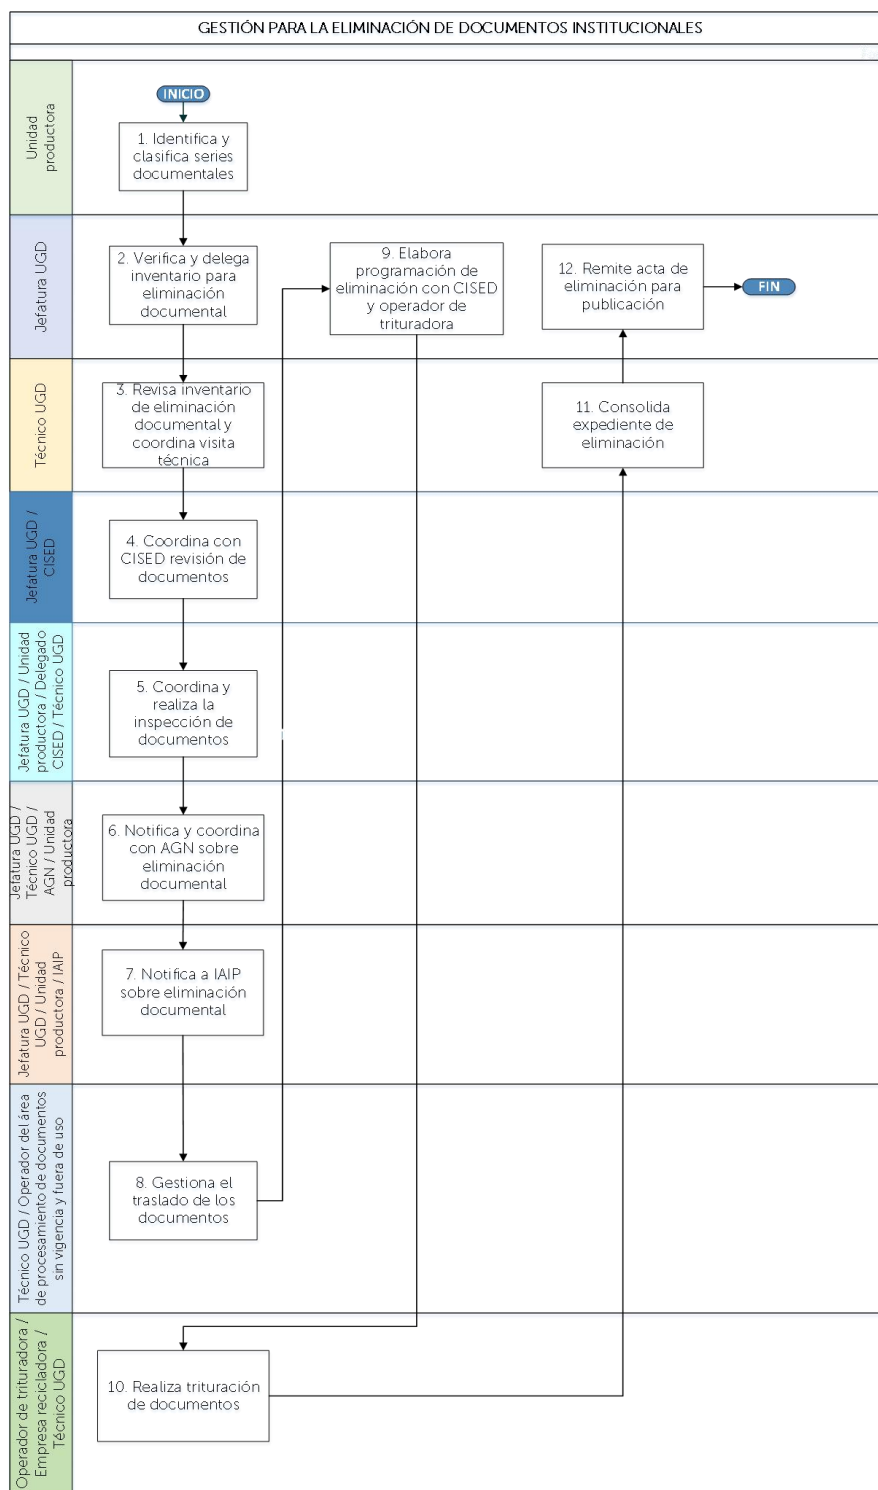 GESTIÓN PARA LA ELIMINACIÓN DE DOCUMENTOS INSTITUCIONALES
Unidad
productora
INICIO
1. Identifica y
clasifica series
documentales
Jefatura UGD
2. Verifica y delega
inventario para
eliminación
documental
9. Elabora
programación de
eliminación con CISED
y operador de
trituradora
12. Remite acta de
eliminación para
publicación
FIN
Técnico UGD
3. Revisa inventario
de eliminación
documental y
coordina visita
técnica
11. Consolida
expediente de
eliminación
Jefatura UGD /
CISED
4. Coordina con
CISED revisión de
documentos
Jefatura UGD / Unidad
productora / Delegado
CISED / Técnico UGD
5. Coordina y
realiza la
inspección de
documentos
Jefatura UGD /
Técnico UGD /
AGN / Unidad
productora
6. Notifica y coordina
con AGN sobre
eliminación
documental
Jefatura UGD / Técnico
UGD / Unidad
productora / IAIP
7. Notifica a IAIP
sobre eliminación
documental
Técnico UGD / Operador del área
de procesamiento de documentos
sin vigencia y fuera de uso
8. Gestiona el
traslado de los
documentos
Operador de trituradora /
Empresa recicladora /
Técnico UGD
10. Realiza trituración
de documentos